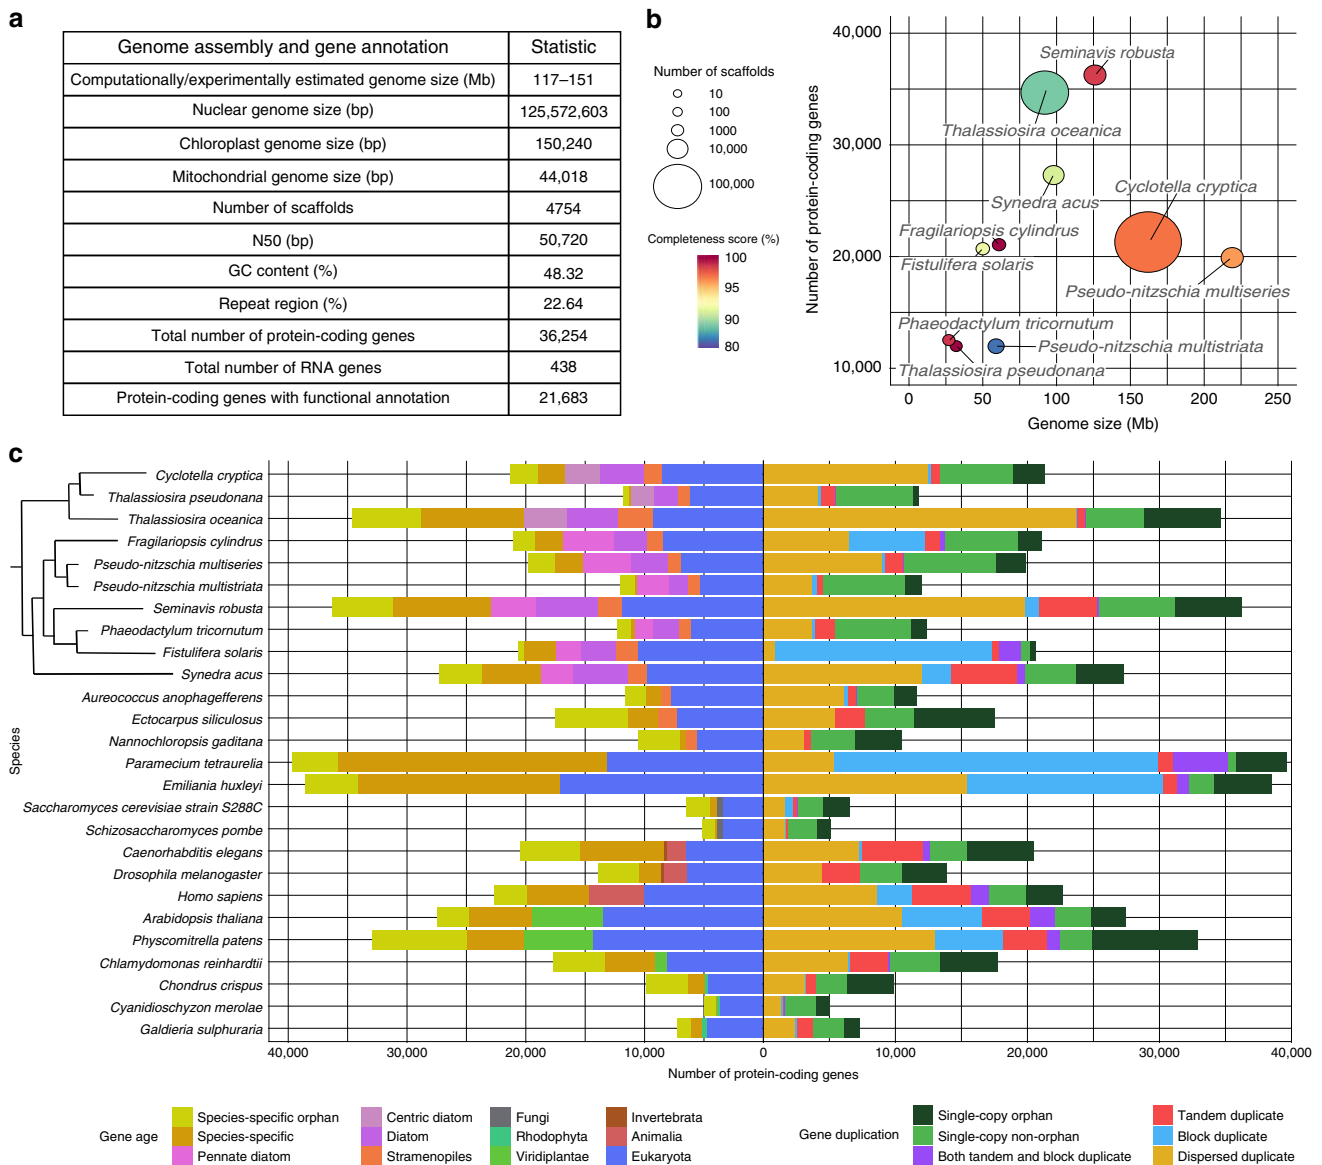 a
Genome assembly and gene annotation Statistic
Computationally/experimentally estimated genome size (Mb) 117–151
Nuclear genome size (bp) 125,572,603
Chloroplast genome size (bp) 150,240
Mitochondrial genome size (bp) 44,018
Number of scaffolds 4754
N50 (bp) 50,720
GC content (%) 48.32
Repeat region (%) 22.64
Total number of protein-coding genes 36,254
Total number of RNA genes 438
Protein-coding genes with functional annotation 21,683
b
Number of scaffolds
10
100
1000
10,000
100,000
Completeness score (%)
100
95
90
80
Number of protein-coding genes
40,000
30,000
20,000
10,000
Seminavis robusta
Thalassiosira oceanica
Cyclotella cryptica
Synedra acus
Fragilariopsis cylindrus
Fistulifera solaris
Pseudo-nitzschia multiseries
Phaeodactylum tricornutum
Pseudo-nitzschia multistriata
Thalassiosira pseudonana
0 50 100 150 200 250
Genome size (Mb)
c
Species
Cyclotella cryptica
Thalassiosira pseudonana
Thalassiosira oceanica
Fragilariopsis cylindrus
Pseudo-nitzschia multiseries
Pseudo-nitzschia multistriata
Seminavis robusta
Phaeodactylum tricornutum
Fistulifera solaris
Synedra acus
Aureococcus anophagefferens
Ectocarpus siliculosus
Nannochloropsis gaditana
Paramecium tetraurelia
Emiliania huxleyi
Saccharomyces cerevisiae strain S288C
Schizosaccharomyces pombe
Caenorhabditis elegans
Drosophila melanogaster
Homo sapiens
Arabidopsis thaliana
Physcomitrella patens
Chlamydomonas reinhardtii
Chondrus crispus
Cyanidioschyzon merolae
Galdieria sulphuraria
40,000 30,000 20,000 10,000 0 10,000 20,000 30,000 40,000
Number of protein-coding genes
Gene age
Species-specific orphan
Species-specific
Pennate diatom
Centric diatom
Diatom
Stramenopiles
Fungi
Rhodophyta
Viridiplantae
Invertebrata
Animalia
Eukaryota
Gene duplication
Single-copy orphan
Single-copy non-orphan
Both tandem and block duplicate
Tandem duplicate
Block duplicate
Dispersed duplicate